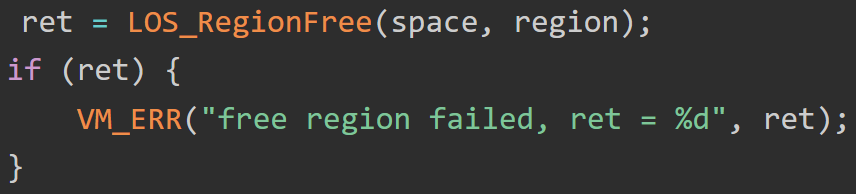 ret = LOS_RegionFree(space, region);
if (ret) {
    VM_ERR("free region failed, ret = %d", ret);
}